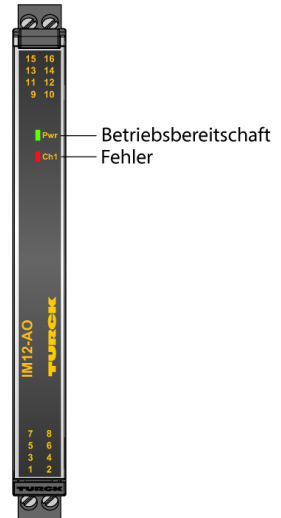 15 16
13 14
11 12
9 10
Pwr
Betriebsbereitschaft
Ch1
Fehler
IM12-AO
TURCK
7 8
5 6
3 4
1 2
TURCK